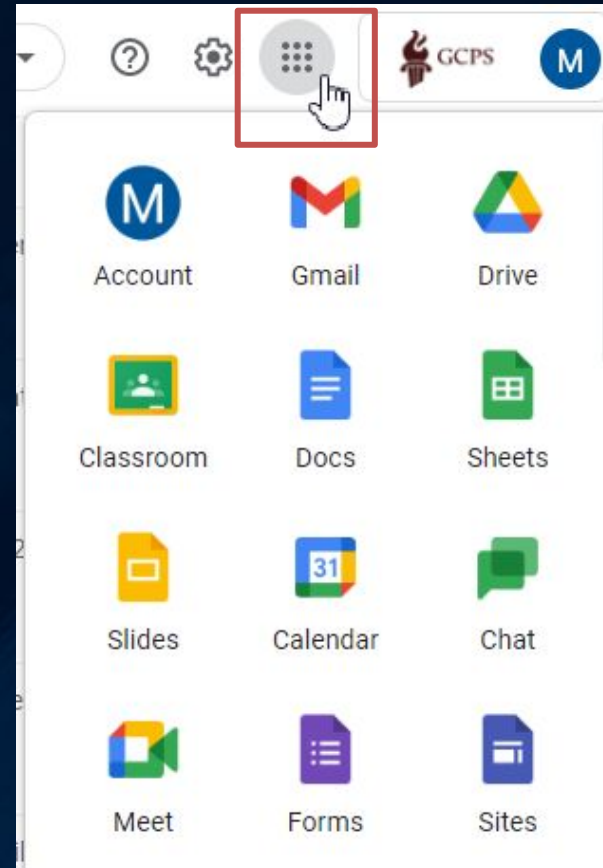 GCPS M
M
Account Gmail Drive
Classroom Docs Sheets
31
Slides Calendar Chat
Meet Forms Sites